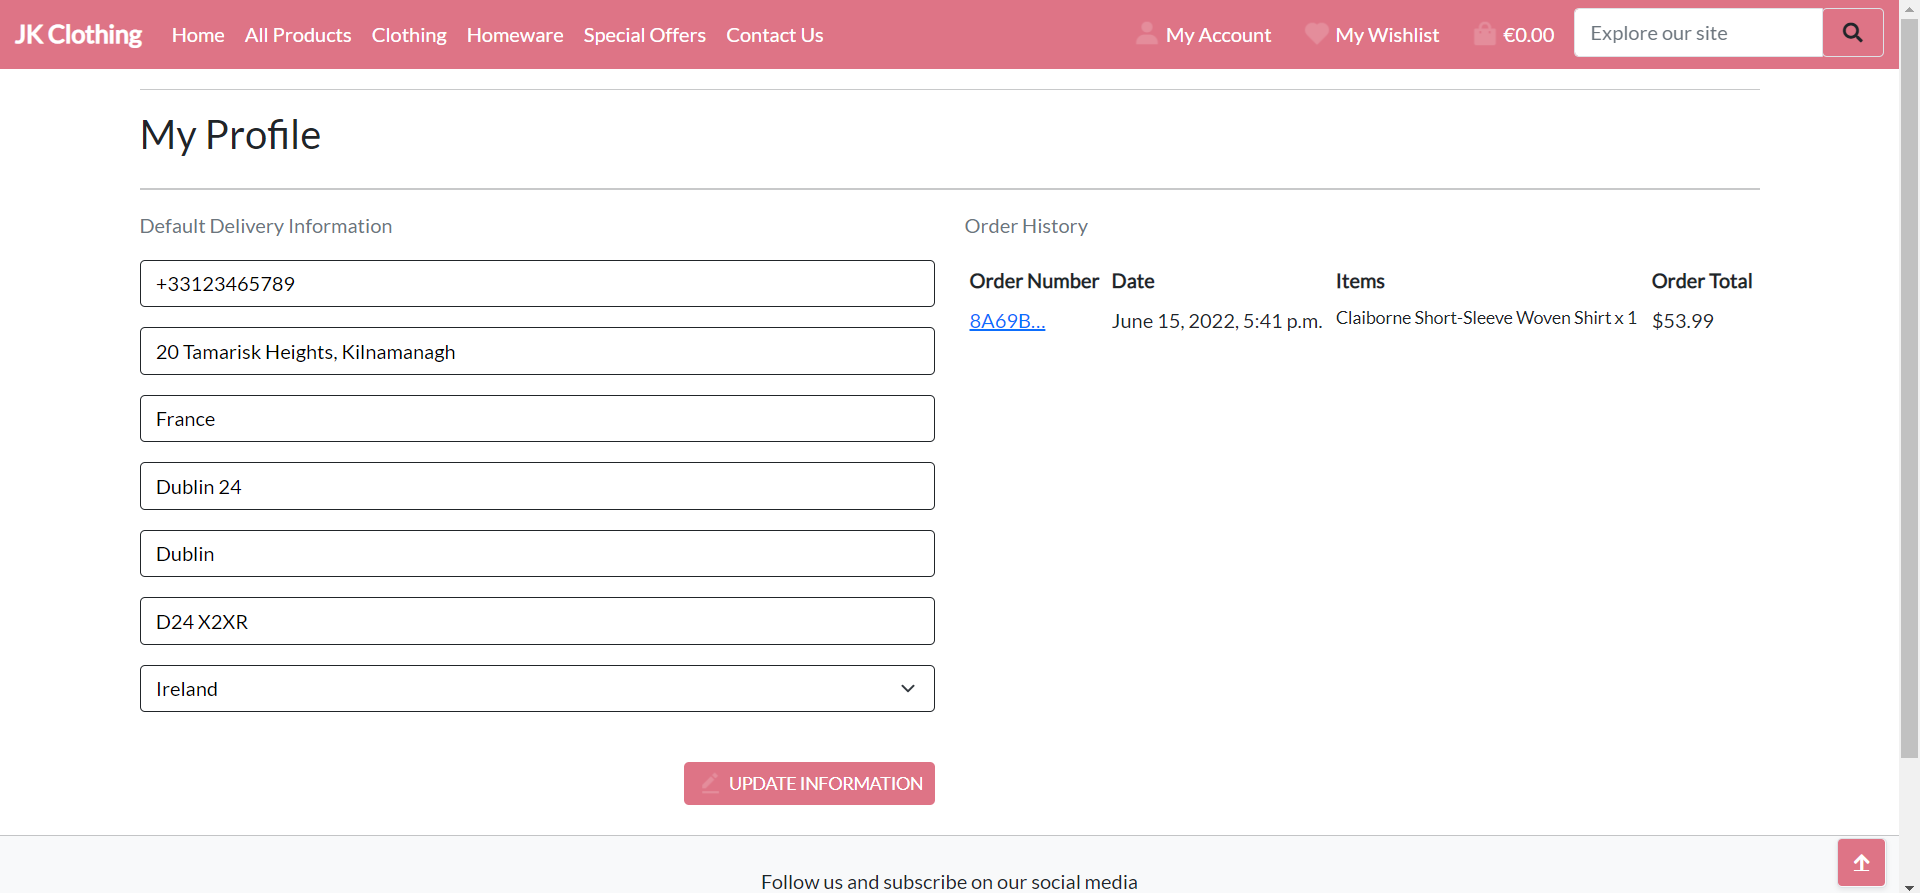 JK Clothing Home All Products Clothing Homeware Special Offers Contact Us My Account My Wishlist €0.00 Explore our site
My Profile
Default Delivery Information
+33123465789
20 Tamarisk Heights, Kilnamanagh
France
Dublin 24
Dublin
D24 X2XR
Ireland
UPDATE INFORMATION
Order History
Order Number Date Items Order Total
8A69B... June 15, 2022, 5:41 p.m. Claiborne Short-Sleeve Woven Shirt x 1 $53.99
Follow us and subscribe on our social media